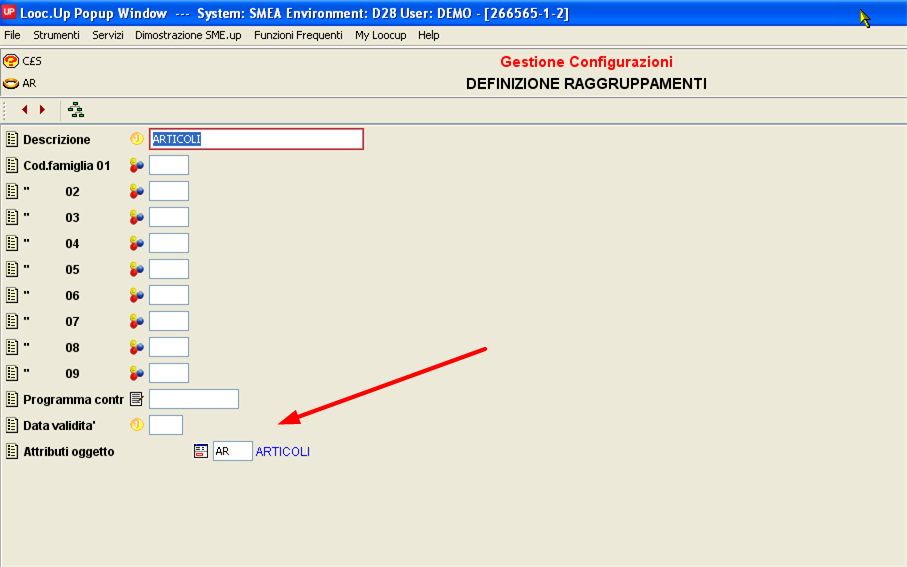 UP Looc.Up Popup Window --- System: SMEA Environment: D28 User: DEMO - [266565-1-2]
File Strumenti Servizi Dimostrazione SME.up Funzioni Frequenti My Loocup Help
C£S
Gestione Configurazioni
AR
DEFINIZIONE RAGGRUPPAMENTI
Descrizione ARTICOLI
Cod.famiglia 01
" 02
" 03
" 04
" 05
" 06
" 07
" 08
" 09
Programma contr
Data validita'
Attributi oggetto AR ARTICOLI